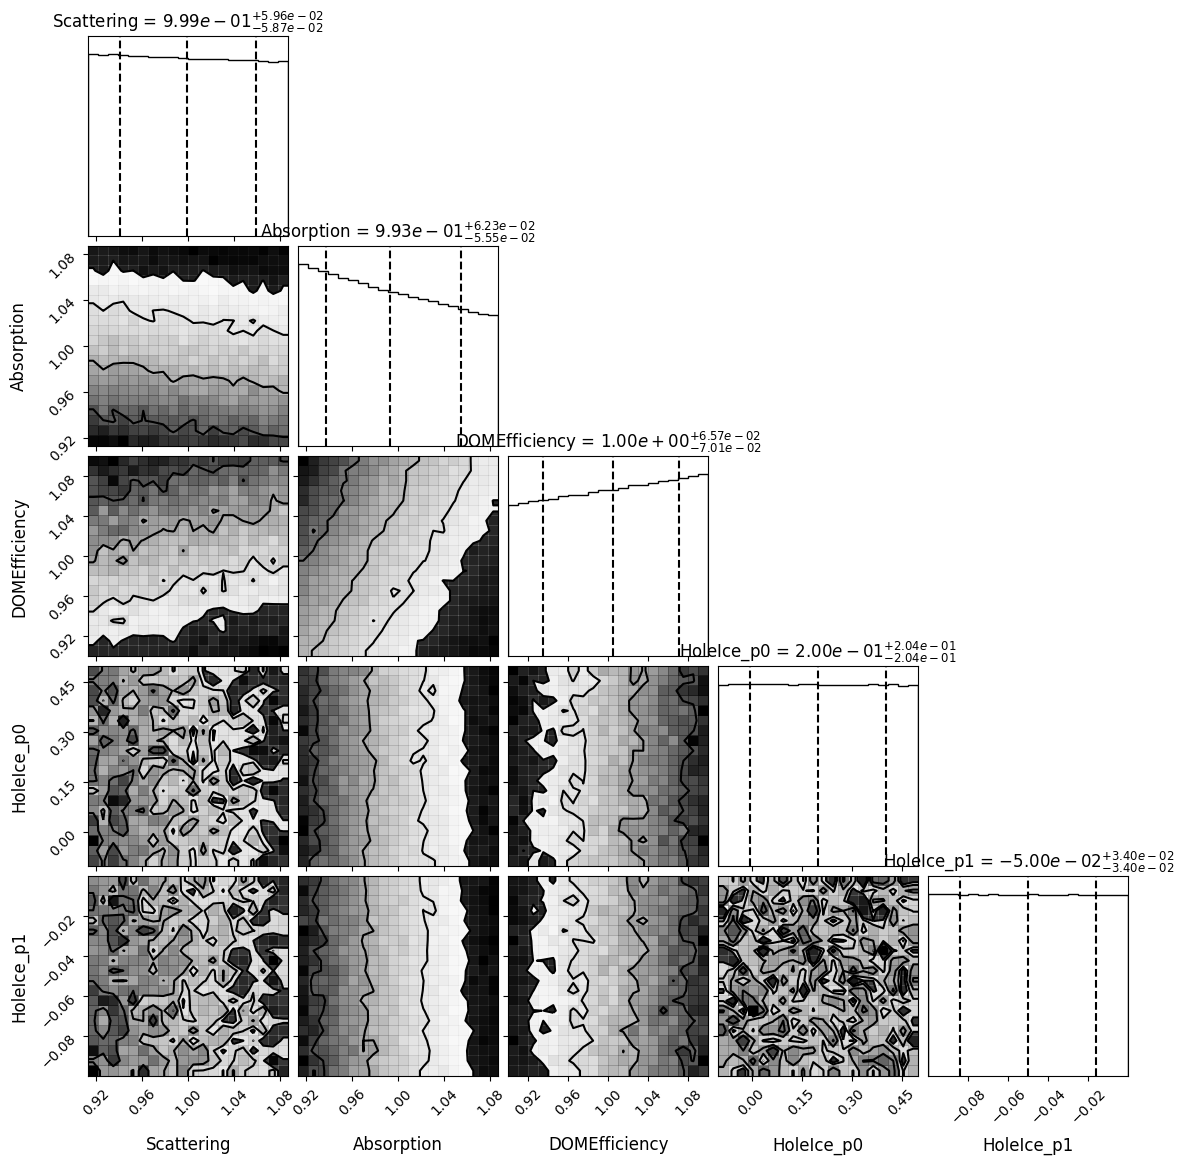 Scattering = 9.99e − 01 +5.96e − 02 −5.87e − 02
Absorption = 9.93e − 01 +6.23e − 02 −5.55e − 02
1.08
1.04
1.00
0.96
0.92
Absorption
DOMEfficiency = 1.00e + 00 +6.57e − 02 −7.01e − 02
1.08
1.04
1.00
0.96
0.92
DOMEfficiency
HoleIce_p0 = 2.00e − 01 +2.04e − 01 −2.04e − 01
0.45
0.30
0.15
0.00
HoleIce_p0
HoleIce_p1 = −5.00e − 02 +3.40e − 02 −3.40e − 02
−0.02
−0.04
−0.06
−0.08
HoleIce_p1
0.92 0.96 1.00 1.04 1.08 0.92 0.96 1.00 1.04 1.08 0.92 0.96 1.00 1.04 1.08 0.00 0.15 0.30 0.45 −0.08 −0.06 −0.04 −0.02
Scattering Absorption DOMEfficiency HoleIce_p0 HoleIce_p1